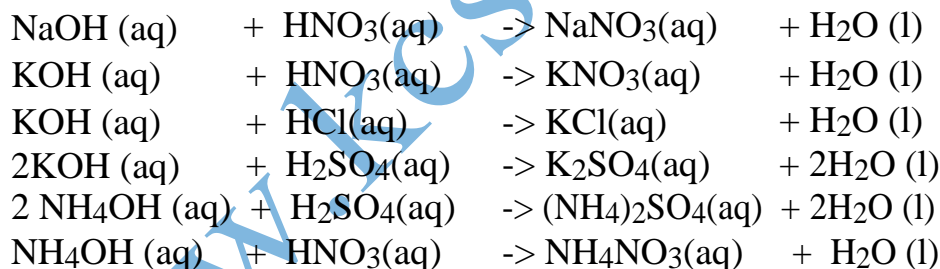 NaOH (aq) + HNO3(aq) -> NaNO3(aq) + H2O (l)
KOH (aq) + HNO3(aq) -> KNO3(aq) + H2O (l)
KOH (aq) + HCl(aq) -> KCl(aq) + H2O (l)
2KOH (aq) + H2SO4(aq) -> K2SO4(aq) + 2H2O (l)
2 NH4OH (aq) + H2SO4(aq) -> (NH4)2SO4(aq) + 2H2O (l)
NH4OH (aq) + HNO3(aq) -> NH4NO3(aq) + H2O (l)